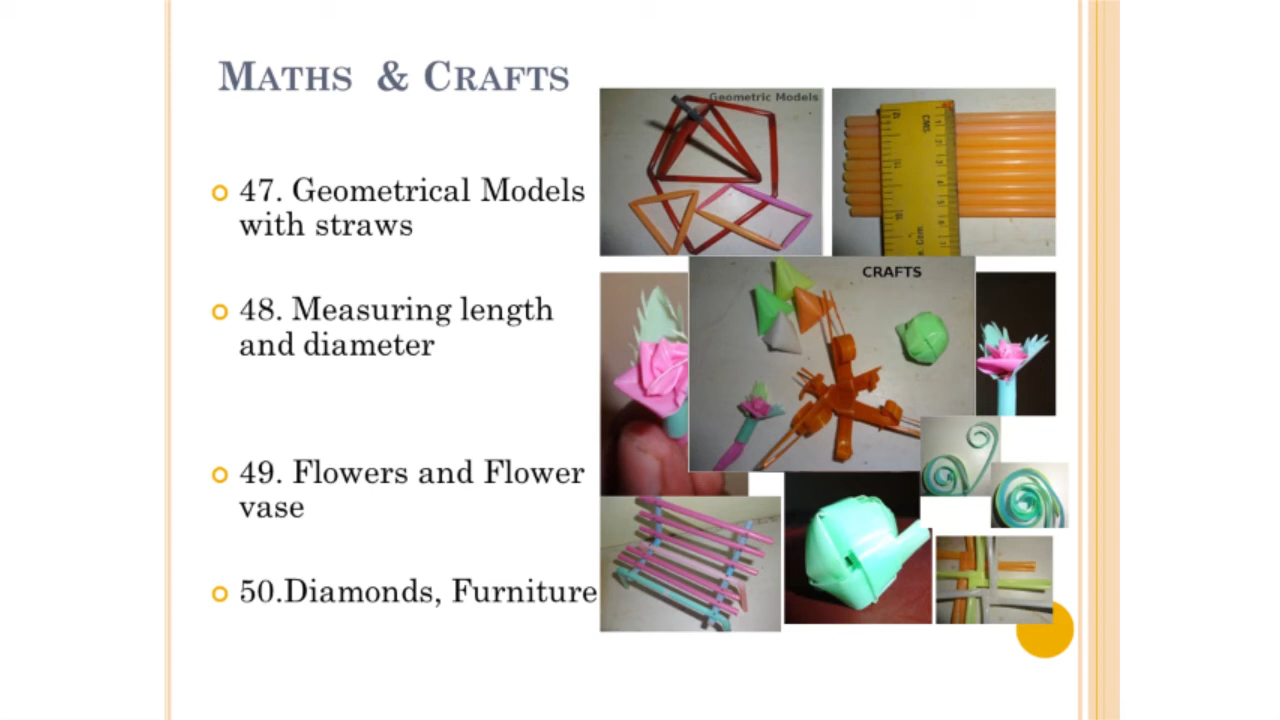 MATHS & CRAFTS
47. Geometrical Models
with straws
48. Measuring length
and diameter
49. Flowers and Flower
vase
50.Diamonds, Furniture
Geometric Models
CMS
CRAFTS